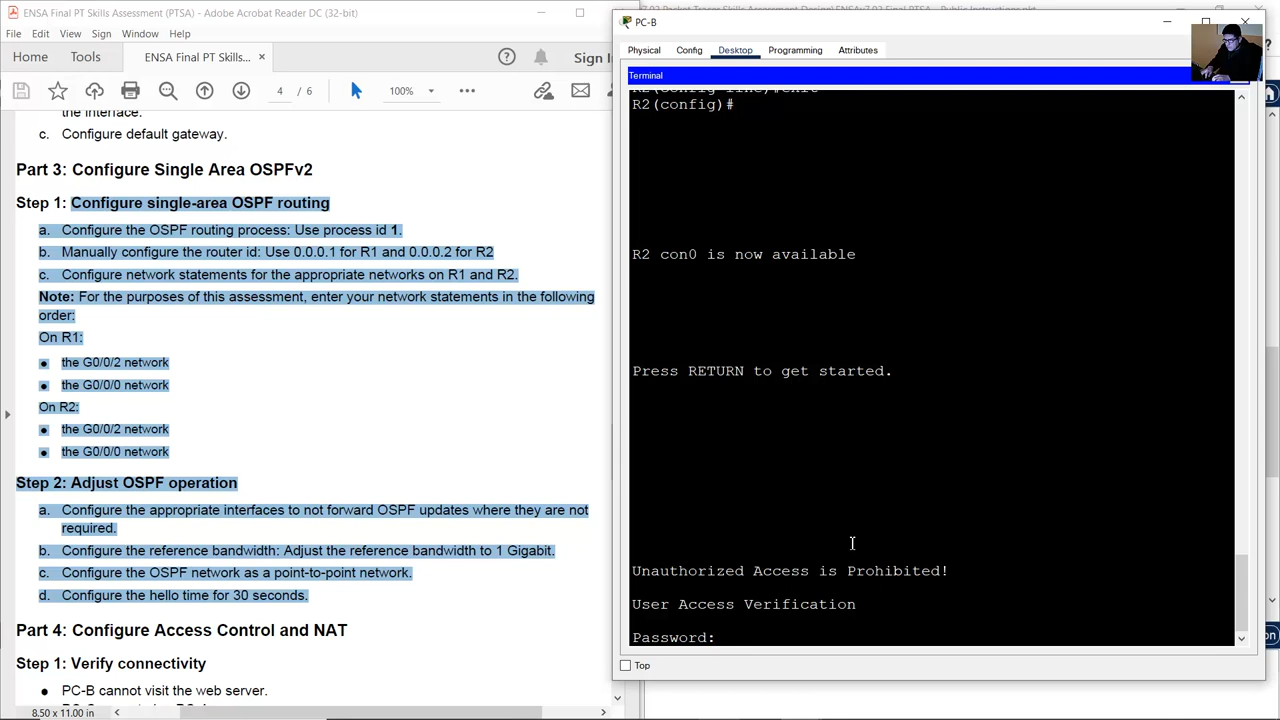 ENSA Final PT Skills Assessment (PTSA) - Adobe Acrobat Reader DC (32-bit)
File Edit View Sign Window Help
Home Tools ENSA Final PT Skills... × Sign I
4 / 6 100%
the interface.
c. Configure default gateway.
Part 3: Configure Single Area OSPFv2
Step 1: Configure single-area OSPF routing
a. Configure the OSPF routing process: Use process id 1.
b. Manually configure the router id: Use 0.0.0.1 for R1 and 0.0.0.2 for R2
c. Configure network statements for the appropriate networks on R1 and R2.
Note: For the purposes of this assessment, enter your network statements in the following
order:
On R1:
● the G0/0/2 network
● the G0/0/0 network
On R2:
● the G0/0/2 network
● the G0/0/0 network
Step 2: Adjust OSPF operation
a. Configure the appropriate interfaces to not forward OSPF updates where they are not
required.
b. Configure the reference bandwidth: Adjust the reference bandwidth to 1 Gigabit.
c. Configure the OSPF network as a point-to-point network.
d. Configure the hello time for 30 seconds.
Part 4: Configure Access Control and NAT
Step 1: Verify connectivity
● PC-B cannot visit the web server.
8.50 x 11.00 in
PC-B
Physical Config Desktop Programming Attributes
Terminal
R2(config-line)#exit
R2(config)#
R2 con0 is now available
Press RETURN to get started.
Unauthorized Access is Prohibited!
User Access Verification
Password:
Top